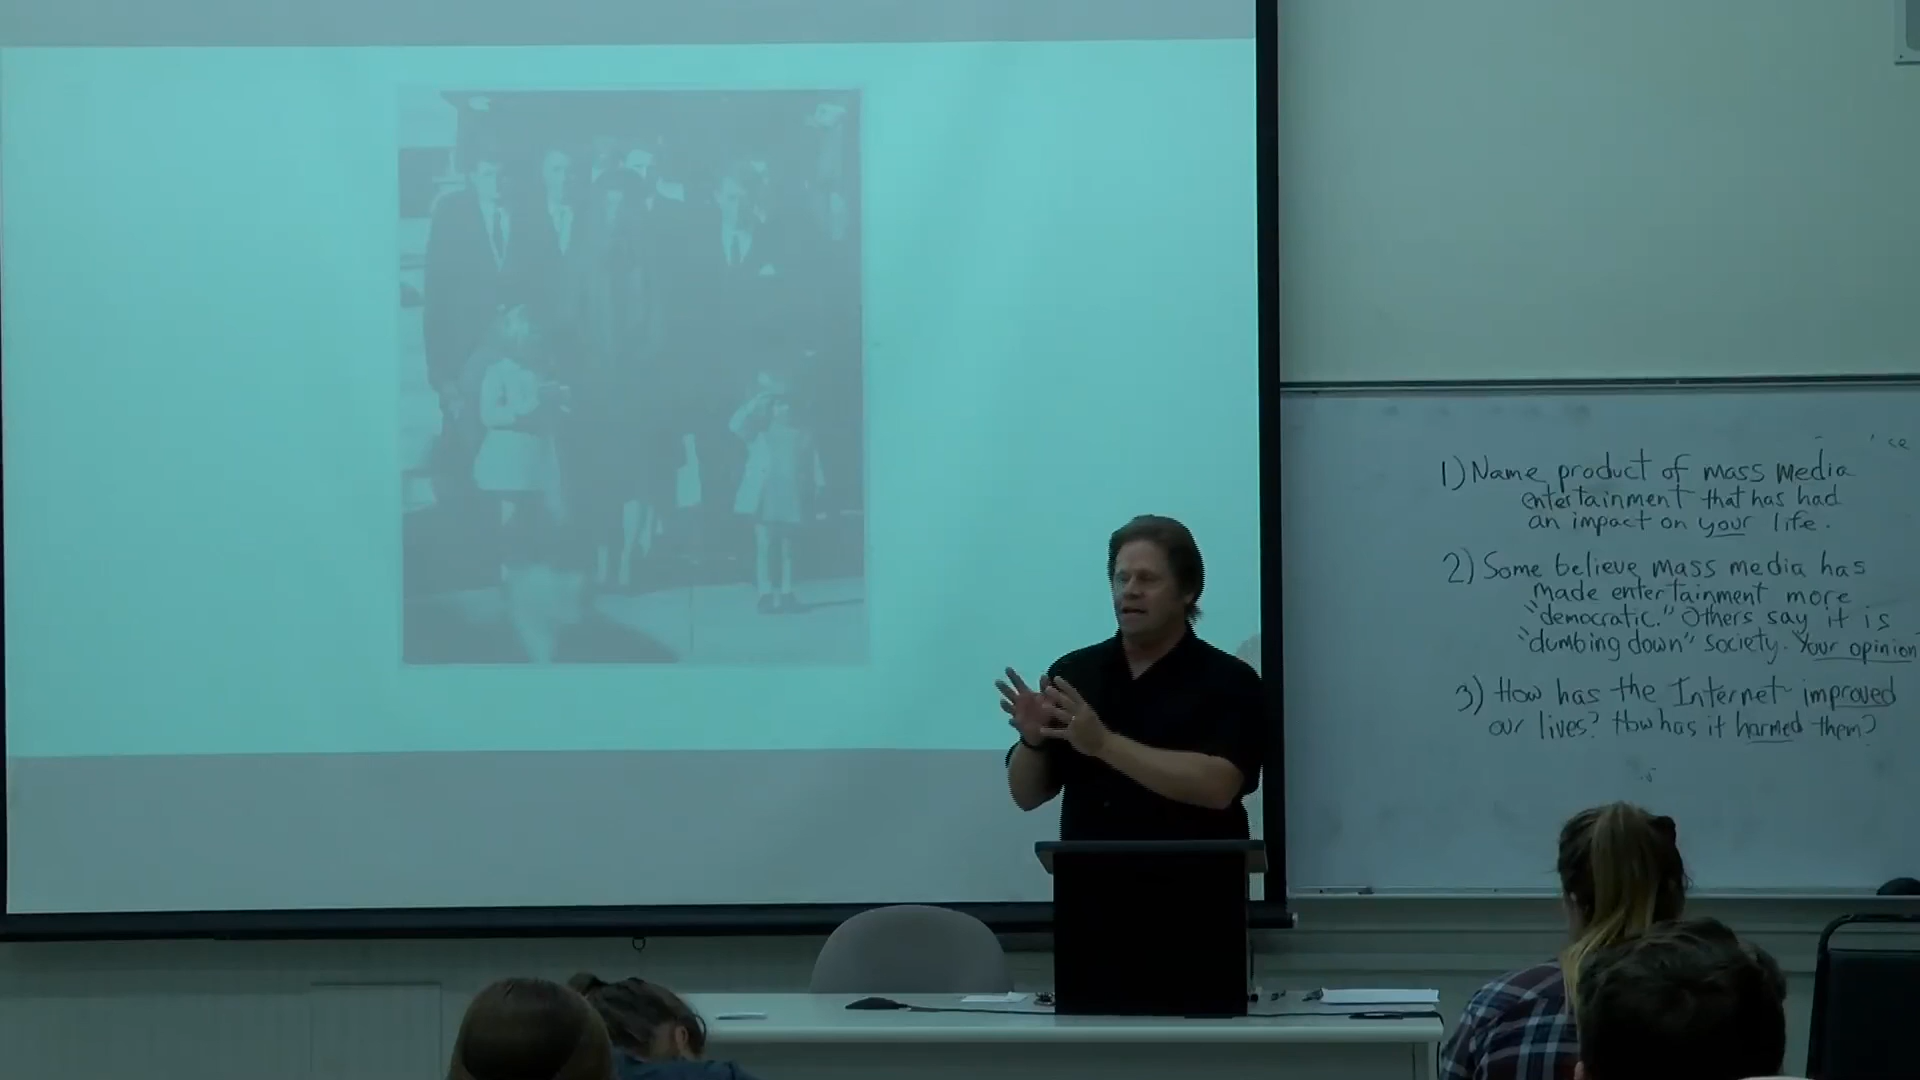 1) Name product of mass media
entertainment that has had
an impact on your life.
2) Some believe mass media has
made entertainment more
"democratic." Others say it is
"dumbing down" society. Your opinion
3) How has the Internet improved
our lives? How has it harmed them?